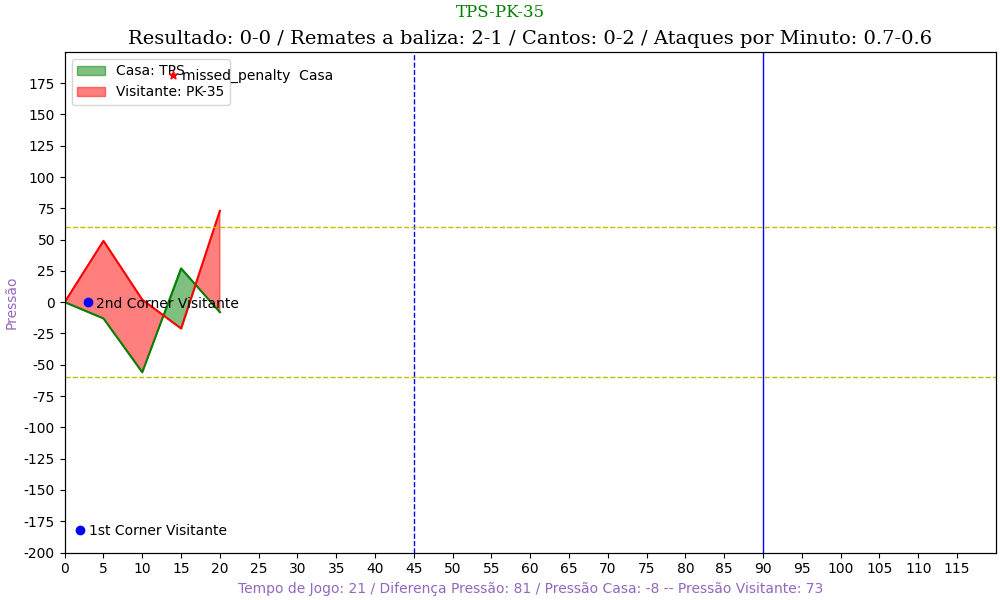 TPS-PK-35
Resultado: 0-0 / Remates a baliza: 2-1 / Cantos: 0-2 / Ataques por Minuto: 0.7-0.6
Casa: TPS
Visitante: PK-35
missed_penalty Casa
2nd Corner Visitante
1st Corner Visitante
Pressão
175
150
125
100
75
50
25
0
-25
-50
-75
-100
-125
-150
-175
-200
0 5 10 15 20 25 30 35 40 45 50 55 60 65 70 75 80 85 90 95 100 105 110 115
Tempo de Jogo: 21 / Diferença Pressão: 81 / Pressão Casa: -8 -- Pressão Visitante: 73